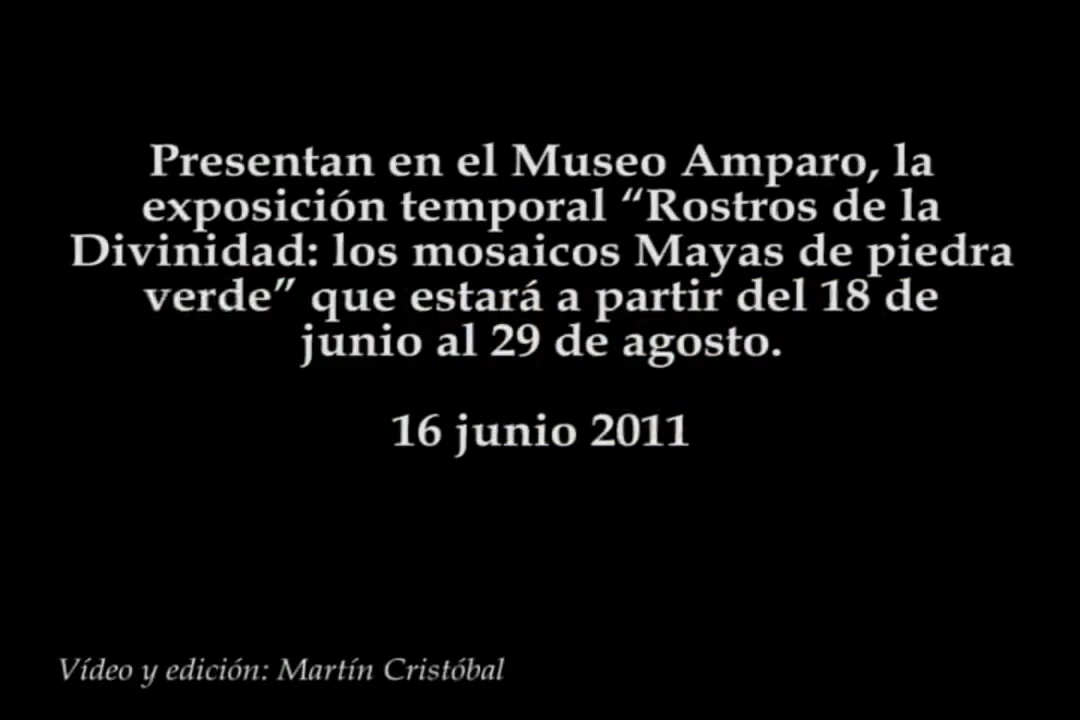 Presentan en el Museo Amparo, la
exposición temporal “Rostros de la
Divinidad: los mosaicos Mayas de piedra
verde” que estará a partir del 18 de
junio al 29 de agosto.
16 junio 2011
Vídeo y edición: Martín Cristóbal